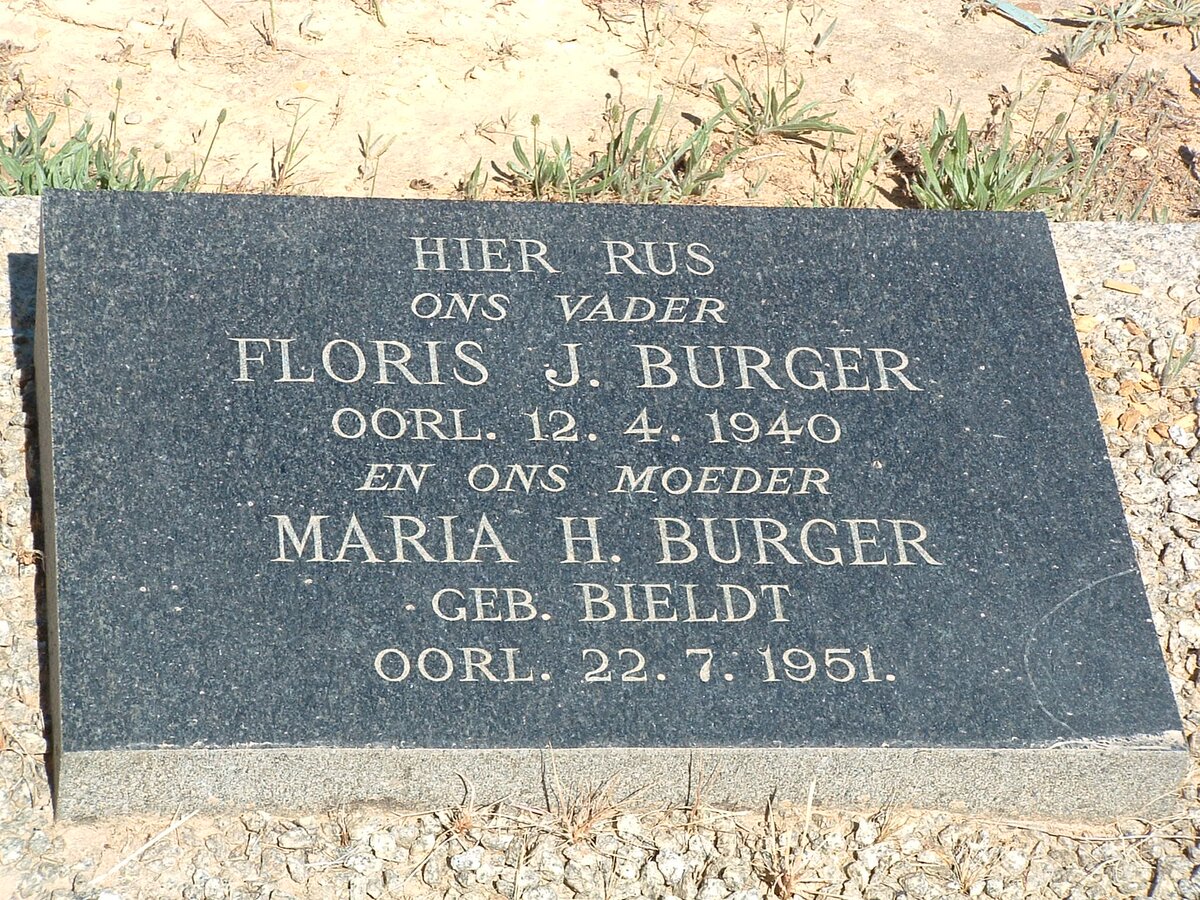 HIER RUS
ONS VADER
FLORIS J. BURGER
OORL. 12. 4. 1940
EN ONS MOEDER
MARIA H. BURGER
GEB. BIELDT
OORL. 22. 7. 1951.